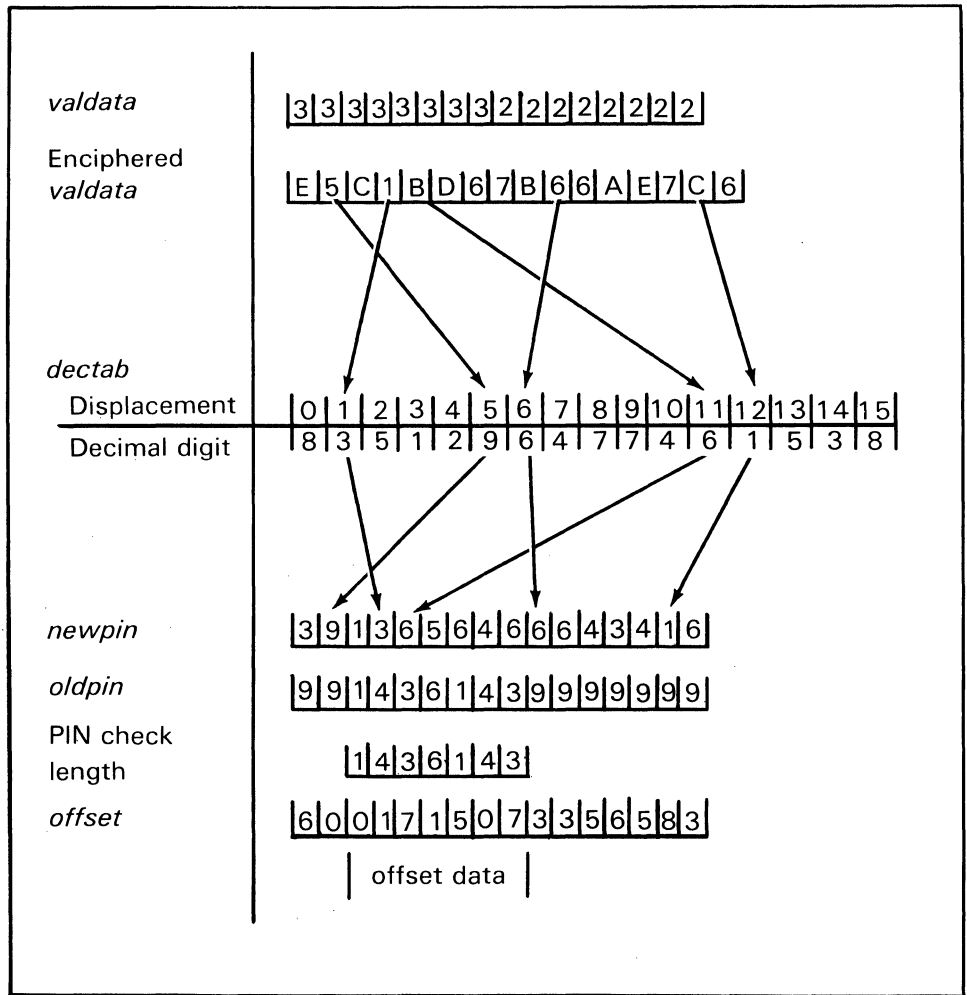 valdata |3|3|3|3|3|3|3|3|2|2|2|2|2|2|2|2|
Enciphered
valdata |E|5|C|1|B|D|6|7|B|6|6|A|E|7|C|6|
dectab
Displacement |0|1|2|3|4|5|6|7|8|9|10|11|12|13|14|15|
Decimal digit |8|3|5|1|2|9|6|4|7|7|4|6|1|5|3|8|
newpin |3|9|1|3|6|5|6|4|6|6|6|4|3|4|1|6|
oldpin |9|9|1|4|3|6|1|4|3|9|9|9|9|9|9|9|
PIN check
length |1|4|3|6|1|4|3|
offset |6|0|0|1|7|1|5|0|7|3|3|5|6|5|8|3|
| offset data |